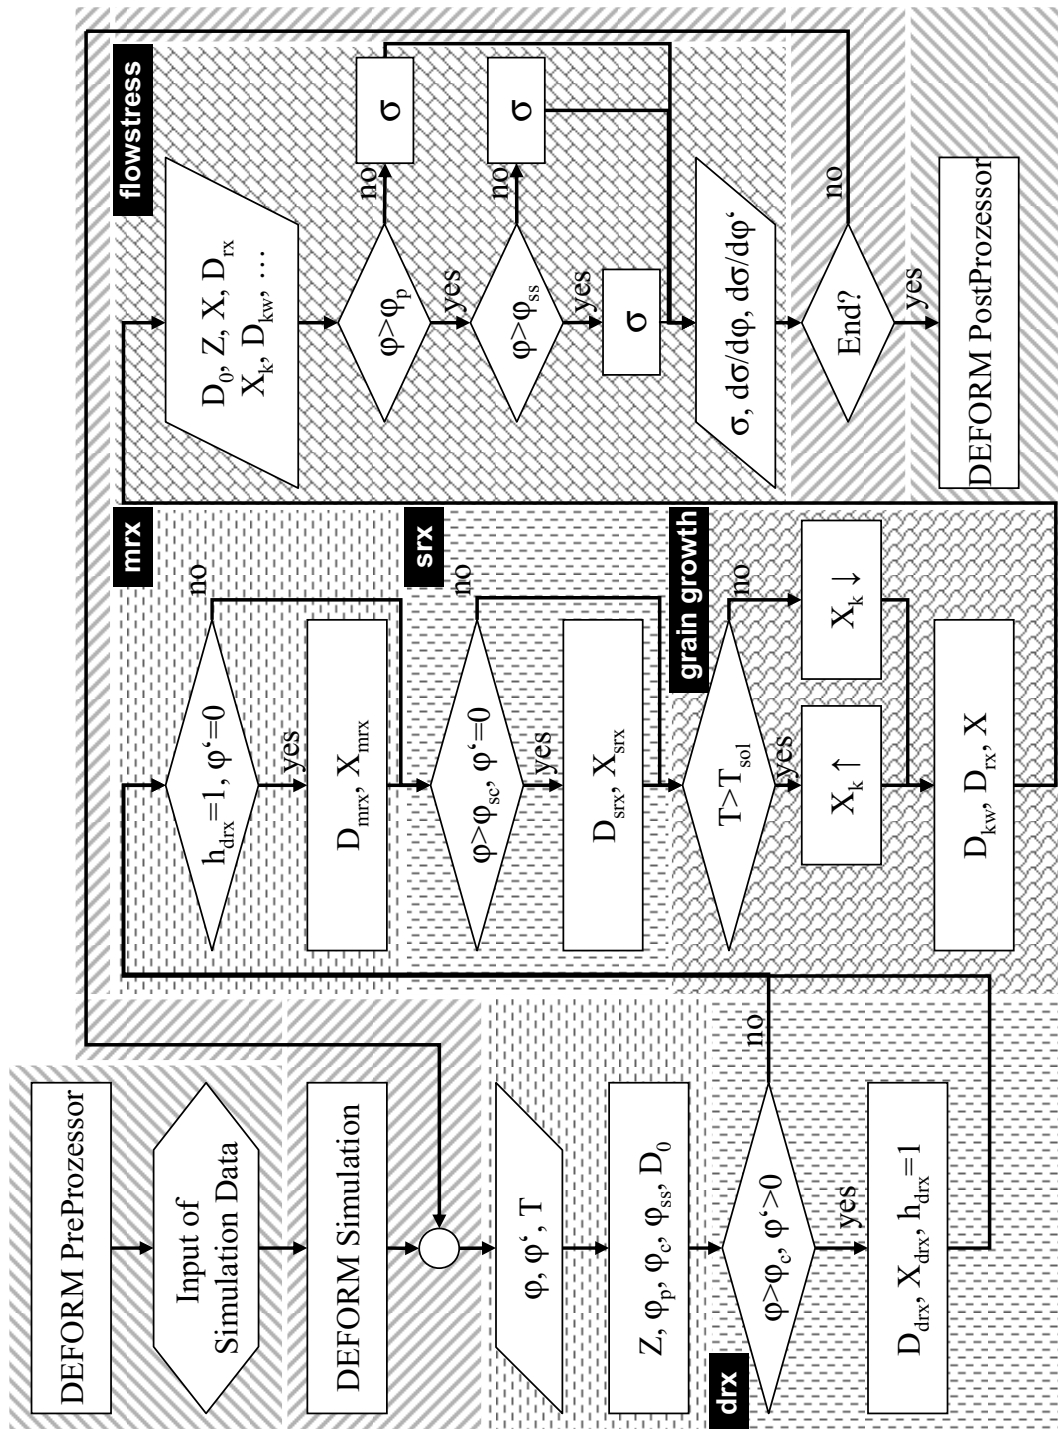 DEFORM PreProzessor
Input of
Simulation Data
DEFORM Simulation
φ, φ‘, T
Z, φp, φc, φss, D0
drx
φ>φc, φ‘>0
no
yes
Ddrx, Xdrx, hdrx=1
mrx
hdrx=1, φ‘=0
no
yes
Dmrx, Xmrx
srx
φ>φsc, φ‘=0
no
yes
Dsrx, Xsrx
grain growth
T>Tsol
no
yes
Xk ↑
Xk ↓
Dkw, Drx, X
flowstress
D0, Z, X, Drx
Xk, Dkw, …
φ>φp
no
σ
yes
φ>φss
no
σ
yes
σ
σ, dσ/dφ, dσ/dφ‘
End?
no
yes
DEFORM PostProzessor